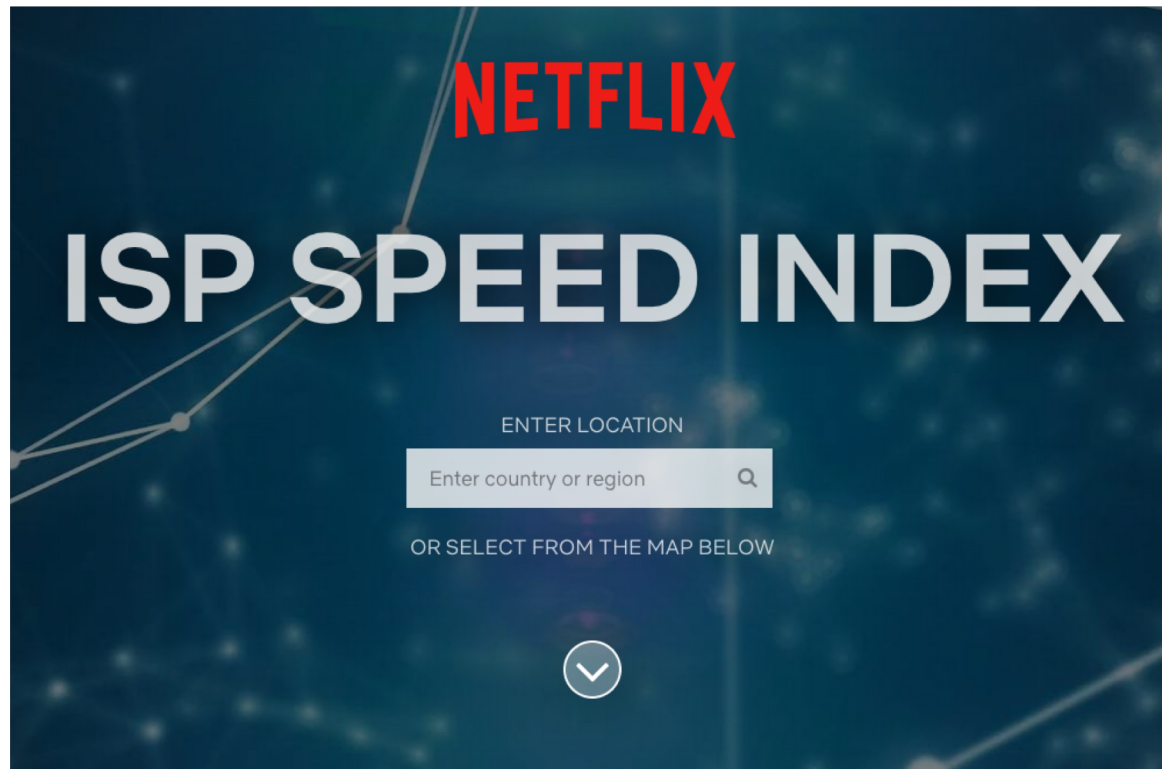 NETFLIX
ISP SPEED INDEX
ENTER LOCATION
Enter country or region
OR SELECT FROM THE MAP BELOW